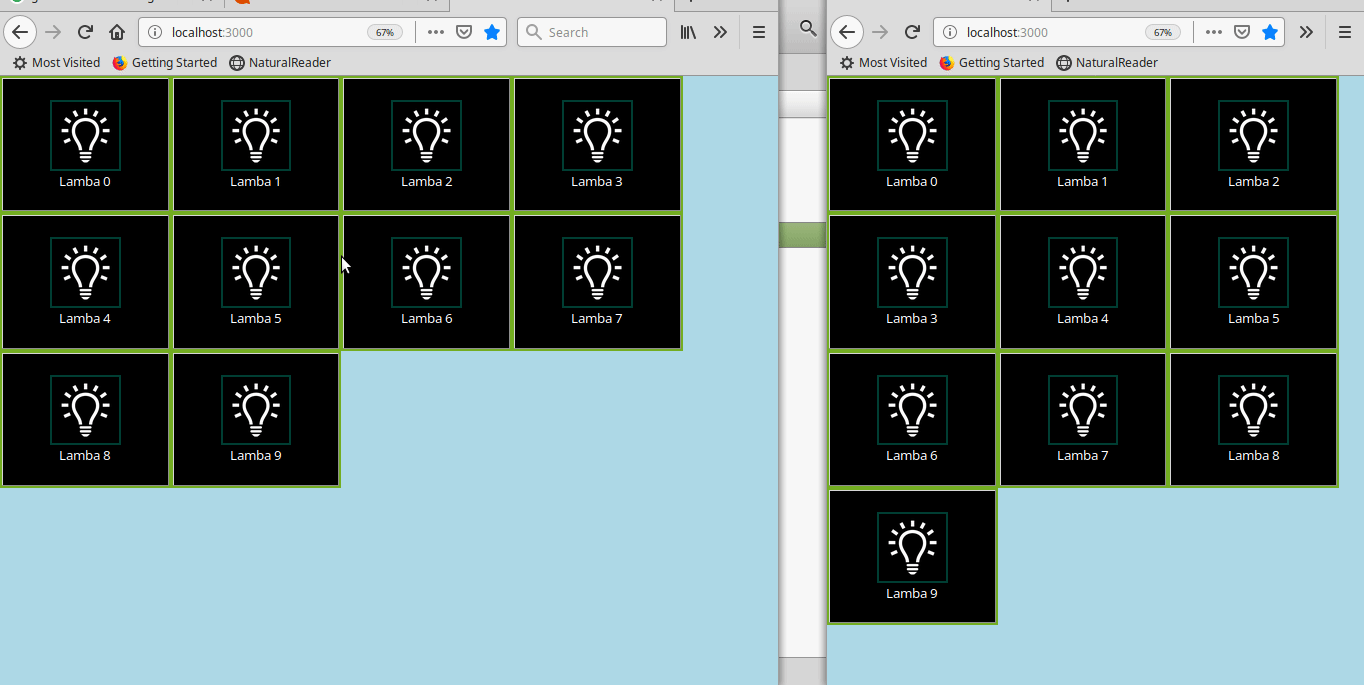 localhost:3000 67% Search
Most Visited Getting Started NaturalReader
Lamba 0 Lamba 1 Lamba 2 Lamba 3
Lamba 4 Lamba 5 Lamba 6 Lamba 7
Lamba 8 Lamba 9
localhost:3000 67%
Most Visited Getting Started NaturalReader
Lamba 0 Lamba 1 Lamba 2
Lamba 3 Lamba 4 Lamba 5
Lamba 6 Lamba 7 Lamba 8
Lamba 9